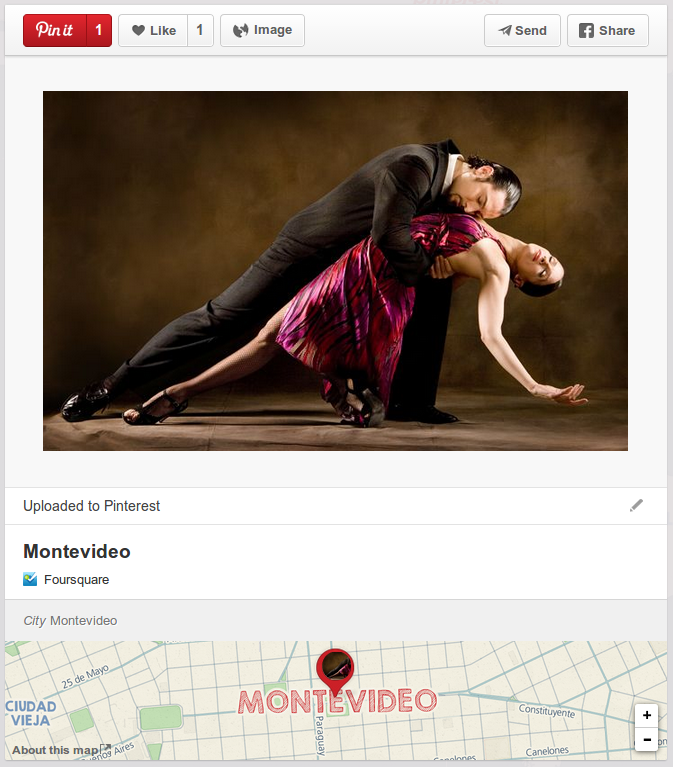 Pin it 1 Like 1 Image Send Share
Uploaded to Pinterest
Montevideo
Foursquare
City Montevideo
25 de Mayo
MONTEVIDEO
CIUDAD
VIEJA
Constituyente
Paraguay
+
-
About this map
Buenos Aires
Canelones
Canelones